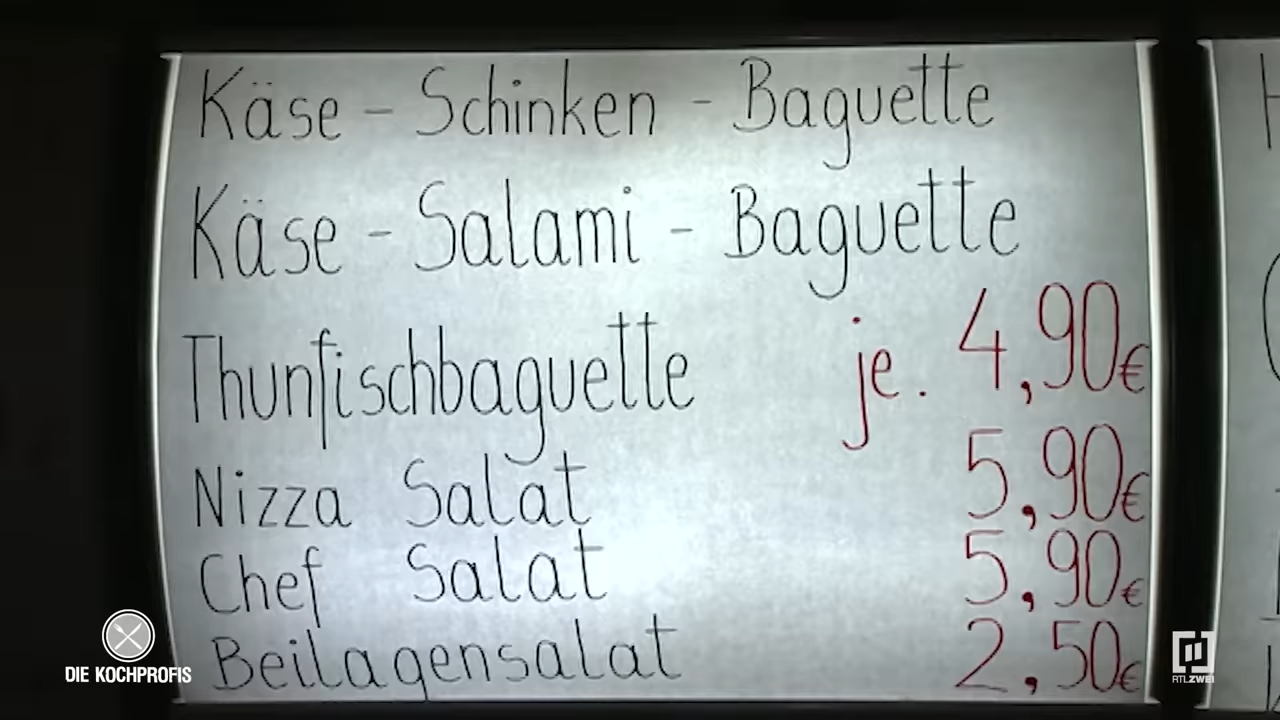 Käse - Schinken - Baguette
Käse - Salami - Baguette
Thunfischbaguette je. 4,90€
Nizza Salat 5,90€
Chef Salat 5,90€
Beilagensalat 2,50€
DIE KOCHPROFIS
RTLZWEI